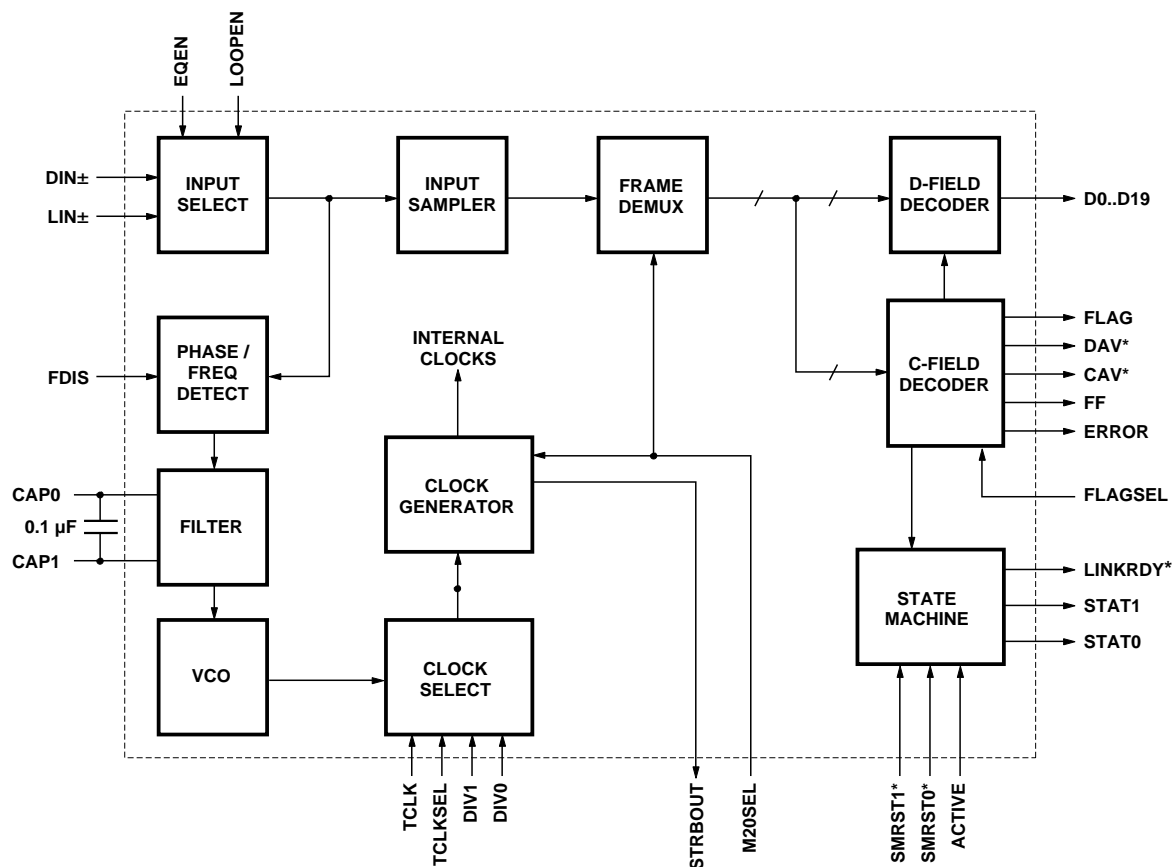 EQEN
LOOPEN
DIN±
LIN±
INPUT
SELECT
INPUT
SAMPLER
FRAME
DEMUX
D-FIELD
DECODER
D0..D19
FDIS
PHASE /
FREQ
DETECT
INTERNAL
CLOCKS
C-FIELD
DECODER
FLAG
DAV*
CAV*
FF
ERROR
FLAGSEL
CAP0
0.1 µF
CAP1
FILTER
CLOCK
GENERATOR
STATE
MACHINE
LINKRDY*
STAT1
STAT0
VCO
CLOCK
SELECT
TCLK
TCLKSEL
DIV1
DIV0
STRBOUT
M20SEL
SMRST1*
SMRST0*
ACTIVE